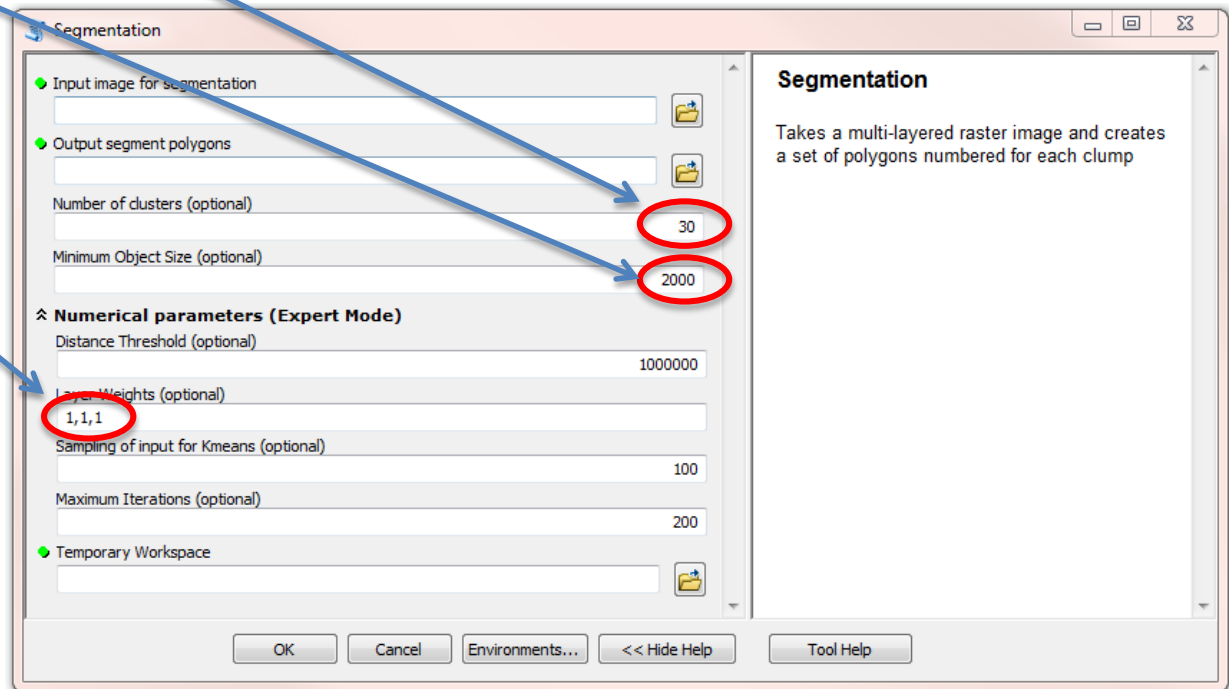 Segmentation
Input image for segmentation
Output segment polygons
Number of clusters (optional)
30
Minimum Object Size (optional)
2000
Numerical parameters (Expert Mode)
Distance Threshold (optional)
1000000
Layer Weights (optional)
1,1,1
Sampling of input for Kmeans (optional)
100
Maximum Iterations (optional)
200
Temporary Workspace
OK
Cancel
Environments...
<< Hide Help
Segmentation
Takes a multi-layered raster image and creates
a set of polygons numbered for each clump
Tool Help